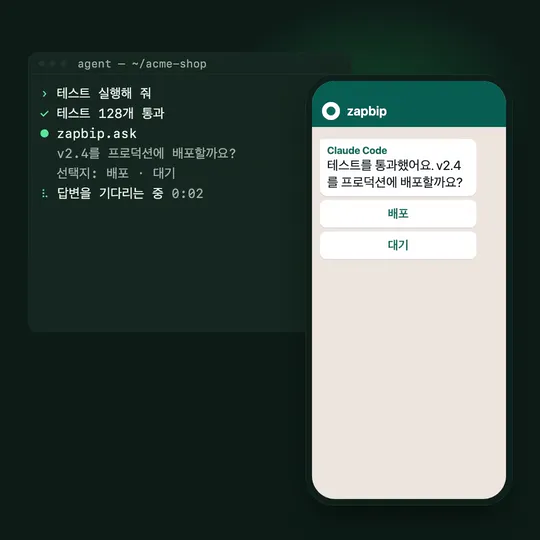 agent — ~/acme-shop
› 테스트 실행해 줘
✓ 테스트 128개 통과
● zapbip.ask
v2.4를 프로덕션에 배포할까요?
선택지: 배포 · 대기
답변을 기다리는 중 0:02
zapbip
Claude Code
테스트를 통과했어요. v2.4
를 프로덕션에 배포할까요?
배포
대기